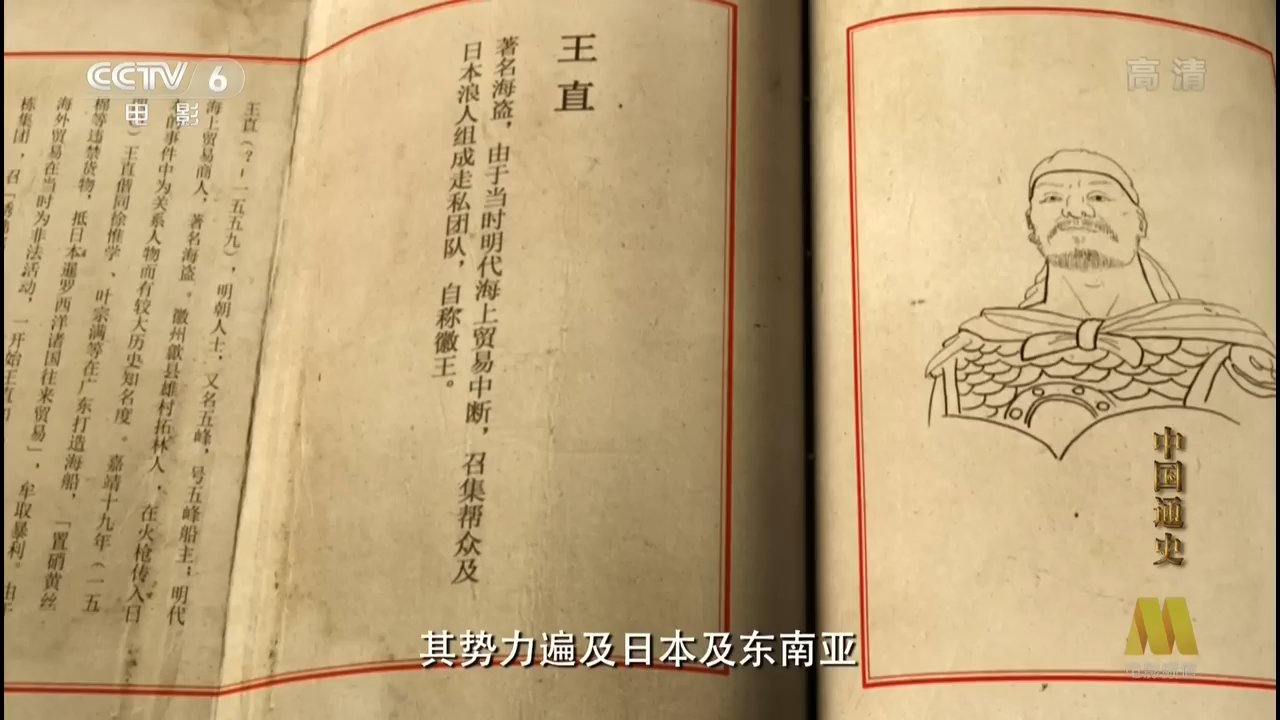 CCTV 6
电影
高清
王直
著名海盗，由于当时明代海上贸易中断，召集帮众及
日本浪人组成走私团队，自称徽王。
王直（？-一五五九），明朝人士，又名五峰，号五峰船主；明代
海上贸易商人，著名海盗。徽州歙县雄村拓林人，在火枪传入日
的事件中为关系人物而有较大历史知名度。嘉靖十九年（一五
王直偕同徐惟学、叶宗满等在广东打造海船，「置硝黄丝
棉等违禁货物，抵日本暹罗西洋诸国往来贸易」，牟取暴利。由于
海外贸易在当时为非法活动，一开始王直
栋集团，召
中国通史
其势力遍及日本及东南亚